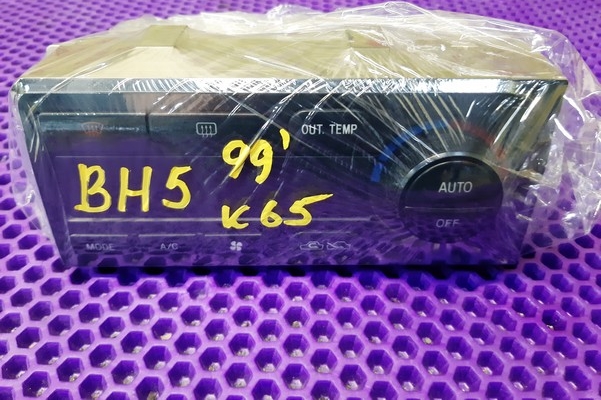 OUT. TEMP
99'
BH5
K65
AUTO
OFF
MODE
A/C